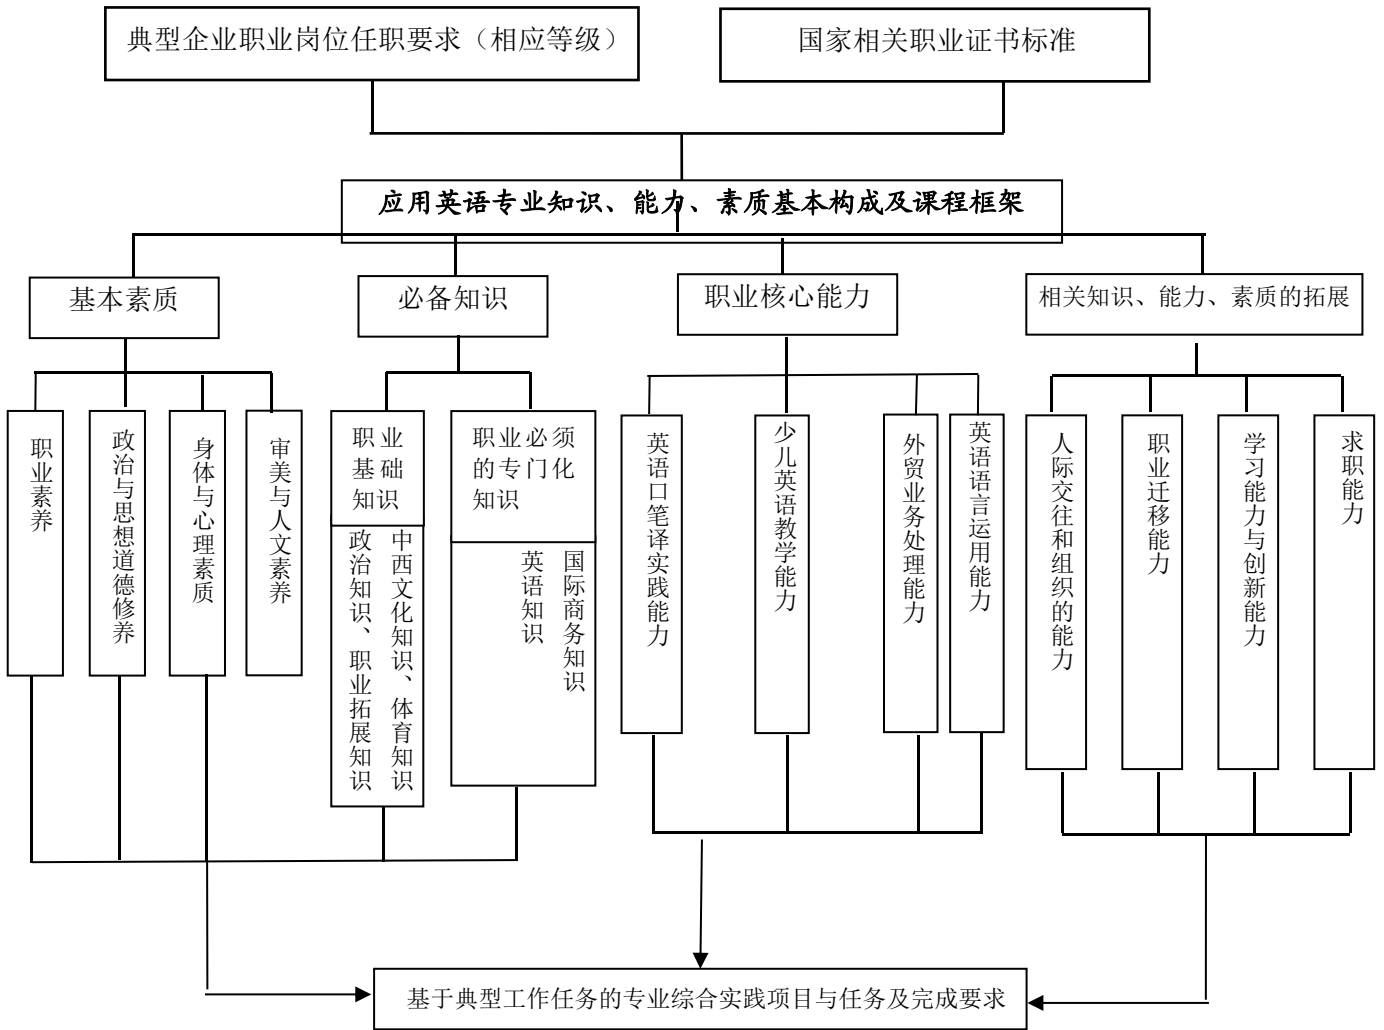 典型企业职业岗位任职要求（相应等级）
国家相关职业证书标准
应用英语专业知识、能力、素质基本构成及课程框架
基本素质
必备知识
职业核心能力
相关知识、能力、素质的拓展
职业素养
政治与思想道德修养
身体与心理素质
审美与人文素养
职业
基础
知识
中西文化知识、体育知识
政治知识、职业拓展知识
职业必须
的专门化
知识
国际商务知识
英语知识
英语口笔译实践能力
少儿英语教学能力
外贸业务处理能力
英语语言运用能力
人际交往和组织的能力
职业迁移能力
学习能力与创新能力
求职能力
基于典型工作任务的专业综合实践项目与任务及完成要求